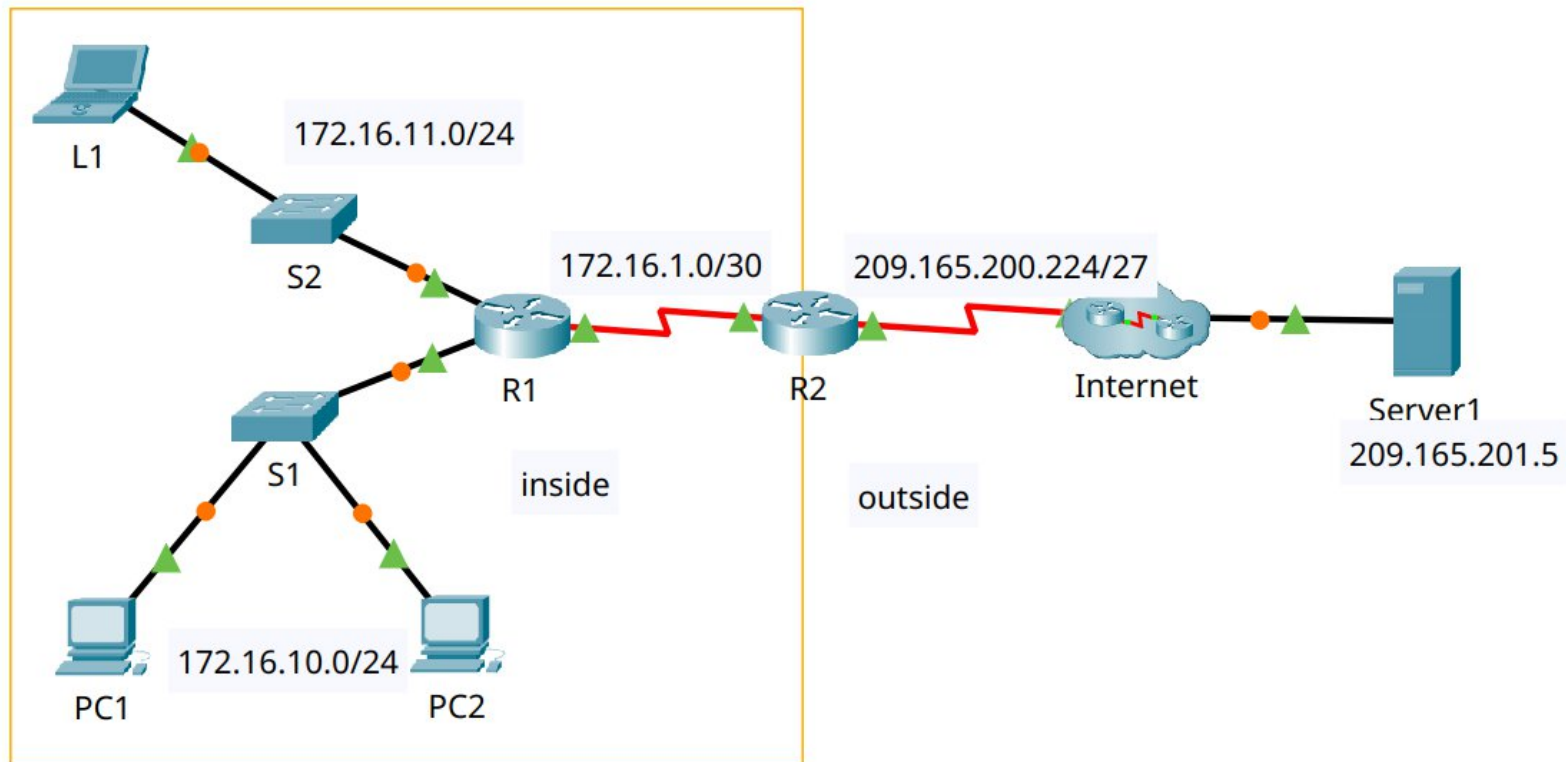 L1
172.16.11.0/24
S2
172.16.1.0/30
209.165.200.224/27
R1
R2
Internet
Server1
209.165.201.5
S1
inside
outside
172.16.10.0/24
PC1
PC2